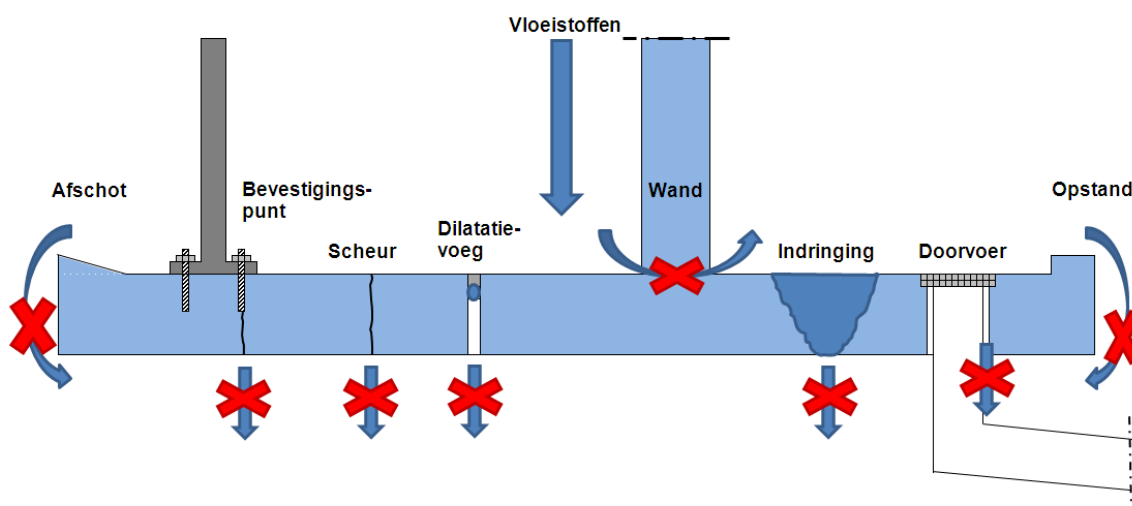 Vloeistoffen
Afschot
Bevestigings-
punt
Scheur
Dilatatie-
voeg
Wand
Indringing
Doorvoer
Opstand